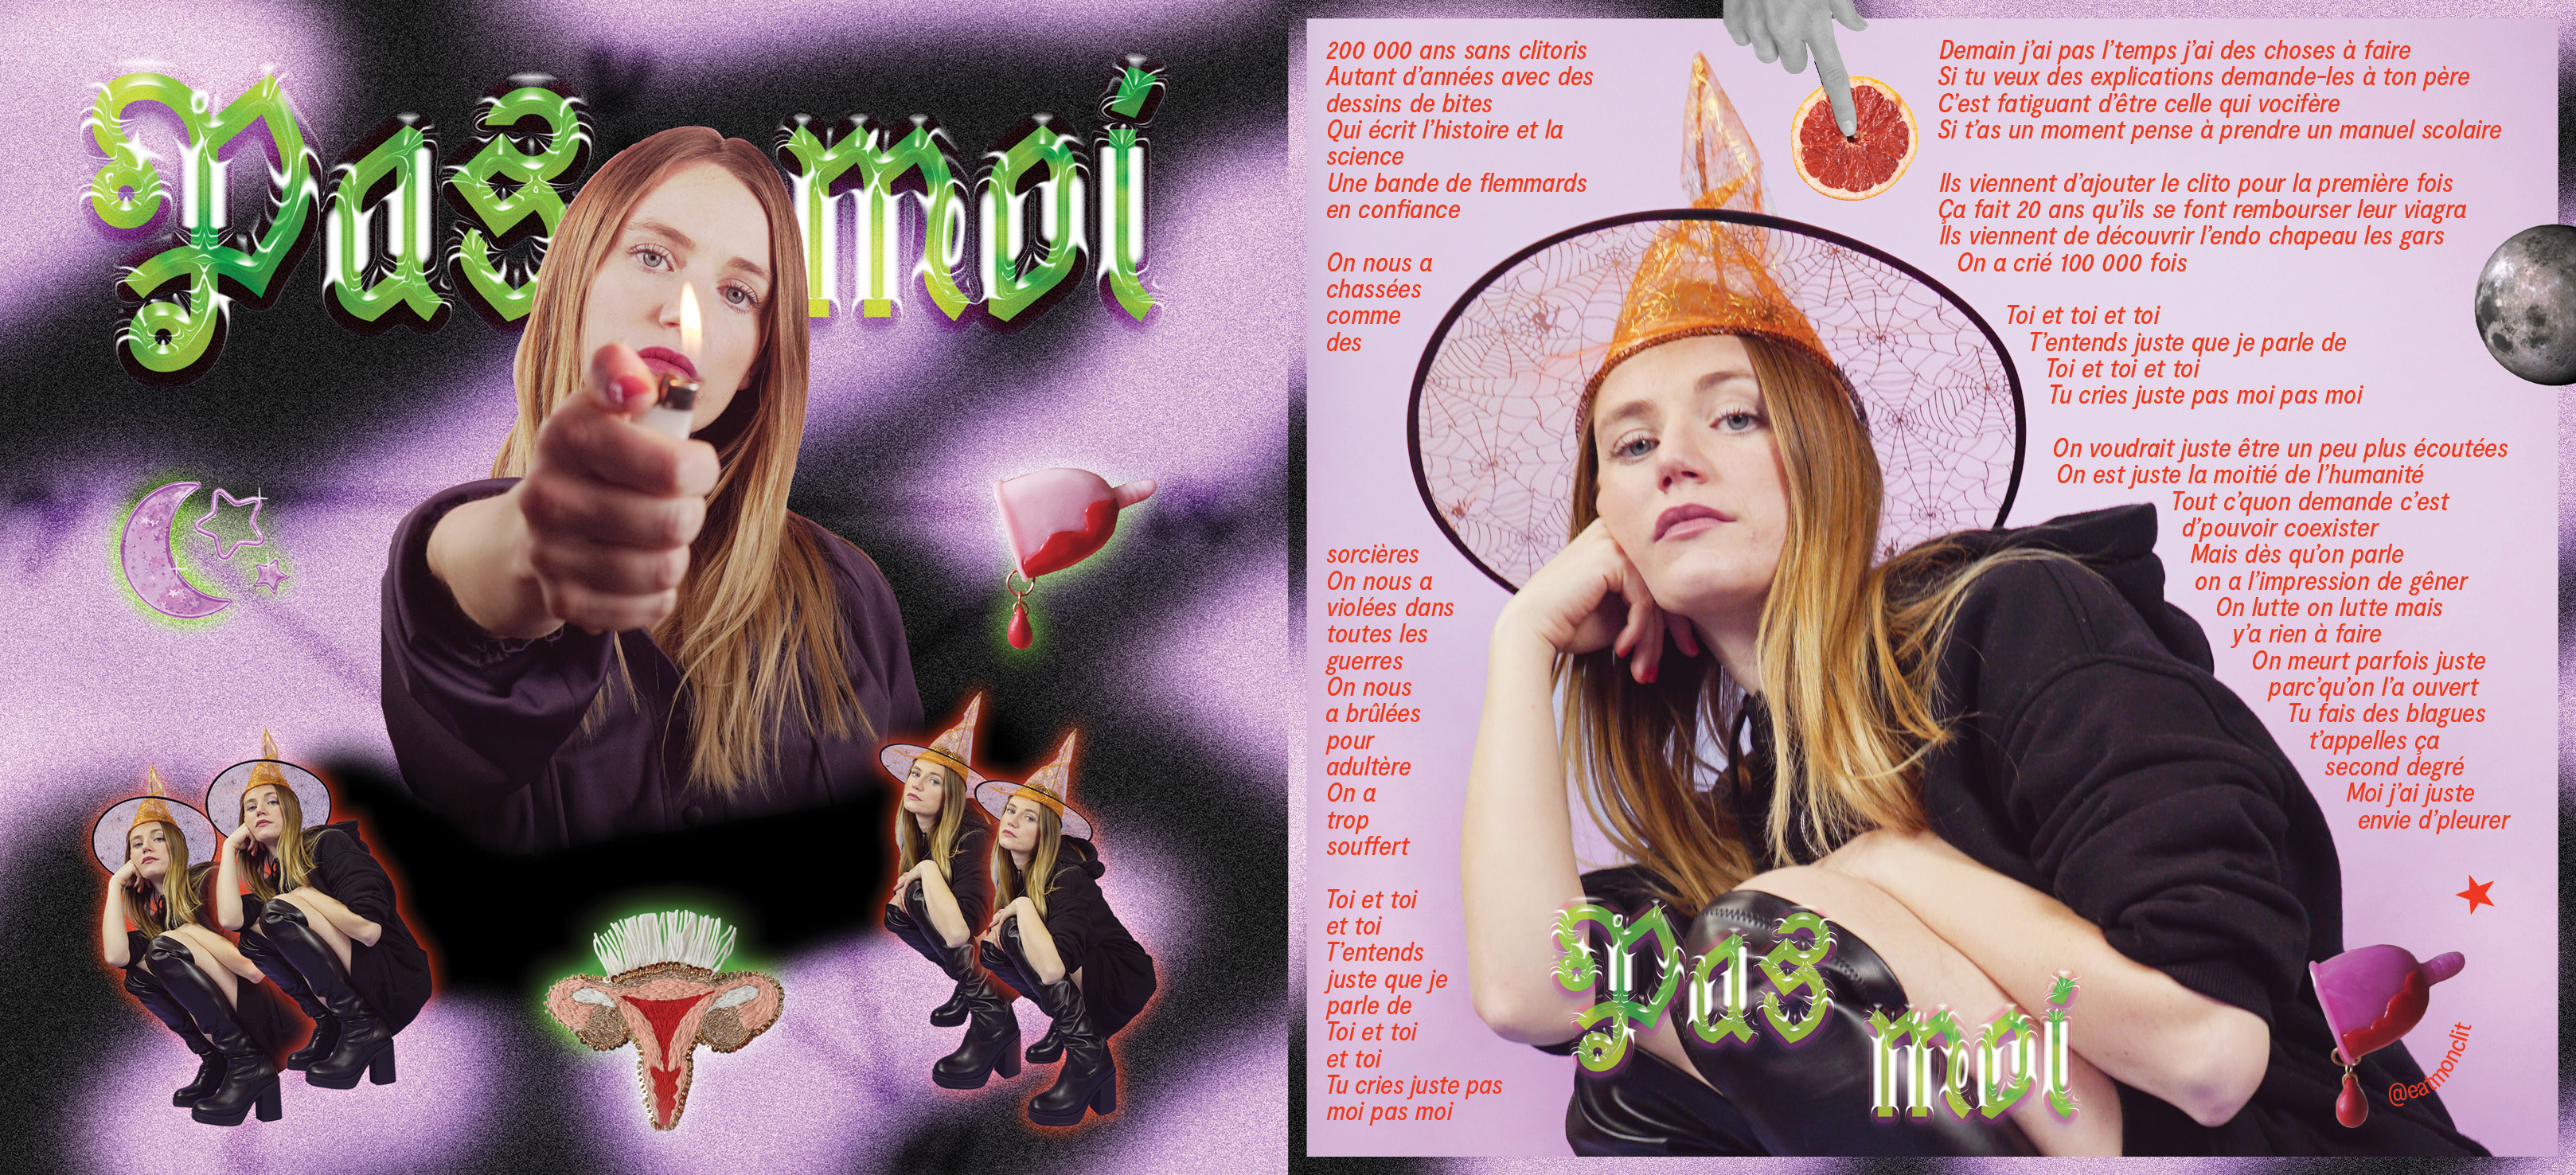 Pas moi
200 000 ans sans clitoris
Autant d'années avec des
dessins de bites
Qui écrit l'histoire et la
science
Une bande de flemmards
en confiance
On nous a
chassées
comme
des
sorcières
On nous a
violées dans
toutes les
guerres
On nous
a brûlées
pour
adultère
On a
trop
souffert
Toi et toi
et toi
T'entends
juste que je
parle de
Toi et toi
et toi
Tu cries juste pas
moi pas moi
Demain j'ai pas l'temps j'ai des choses à faire
Si tu veux des explications demande-les à ton père
C'est fatiguant d'être celle qui vocifère
Si t'as un moment pense à prendre un manuel scolaire
Ils viennent d'ajouter le clito pour la première fois
Ça fait 20 ans qu'ils se font rembourser leur viagra
Ils viennent de découvrir l'endo chapeau les gars
On a crié 100 000 fois
Toi et toi et toi
T'entends juste que je parle de
Toi et toi et toi
Tu cries juste pas moi pas moi
On voudrait juste être un peu plus écoutées
On est juste la moitié de l'humanité
Tout c'quon demande c'est
d'pouvoir coexister
Mais dès qu'on parle
on a l'impression de gêner
On lutte on lutte mais
y'a rien à faire
On meurt parfois juste
parc'qu'on l'a ouvert
Tu fais des blagues
t'appelles ça
second degré
Moi j'ai juste
envie d'pleurer
Pas
moi
@eatmonclit